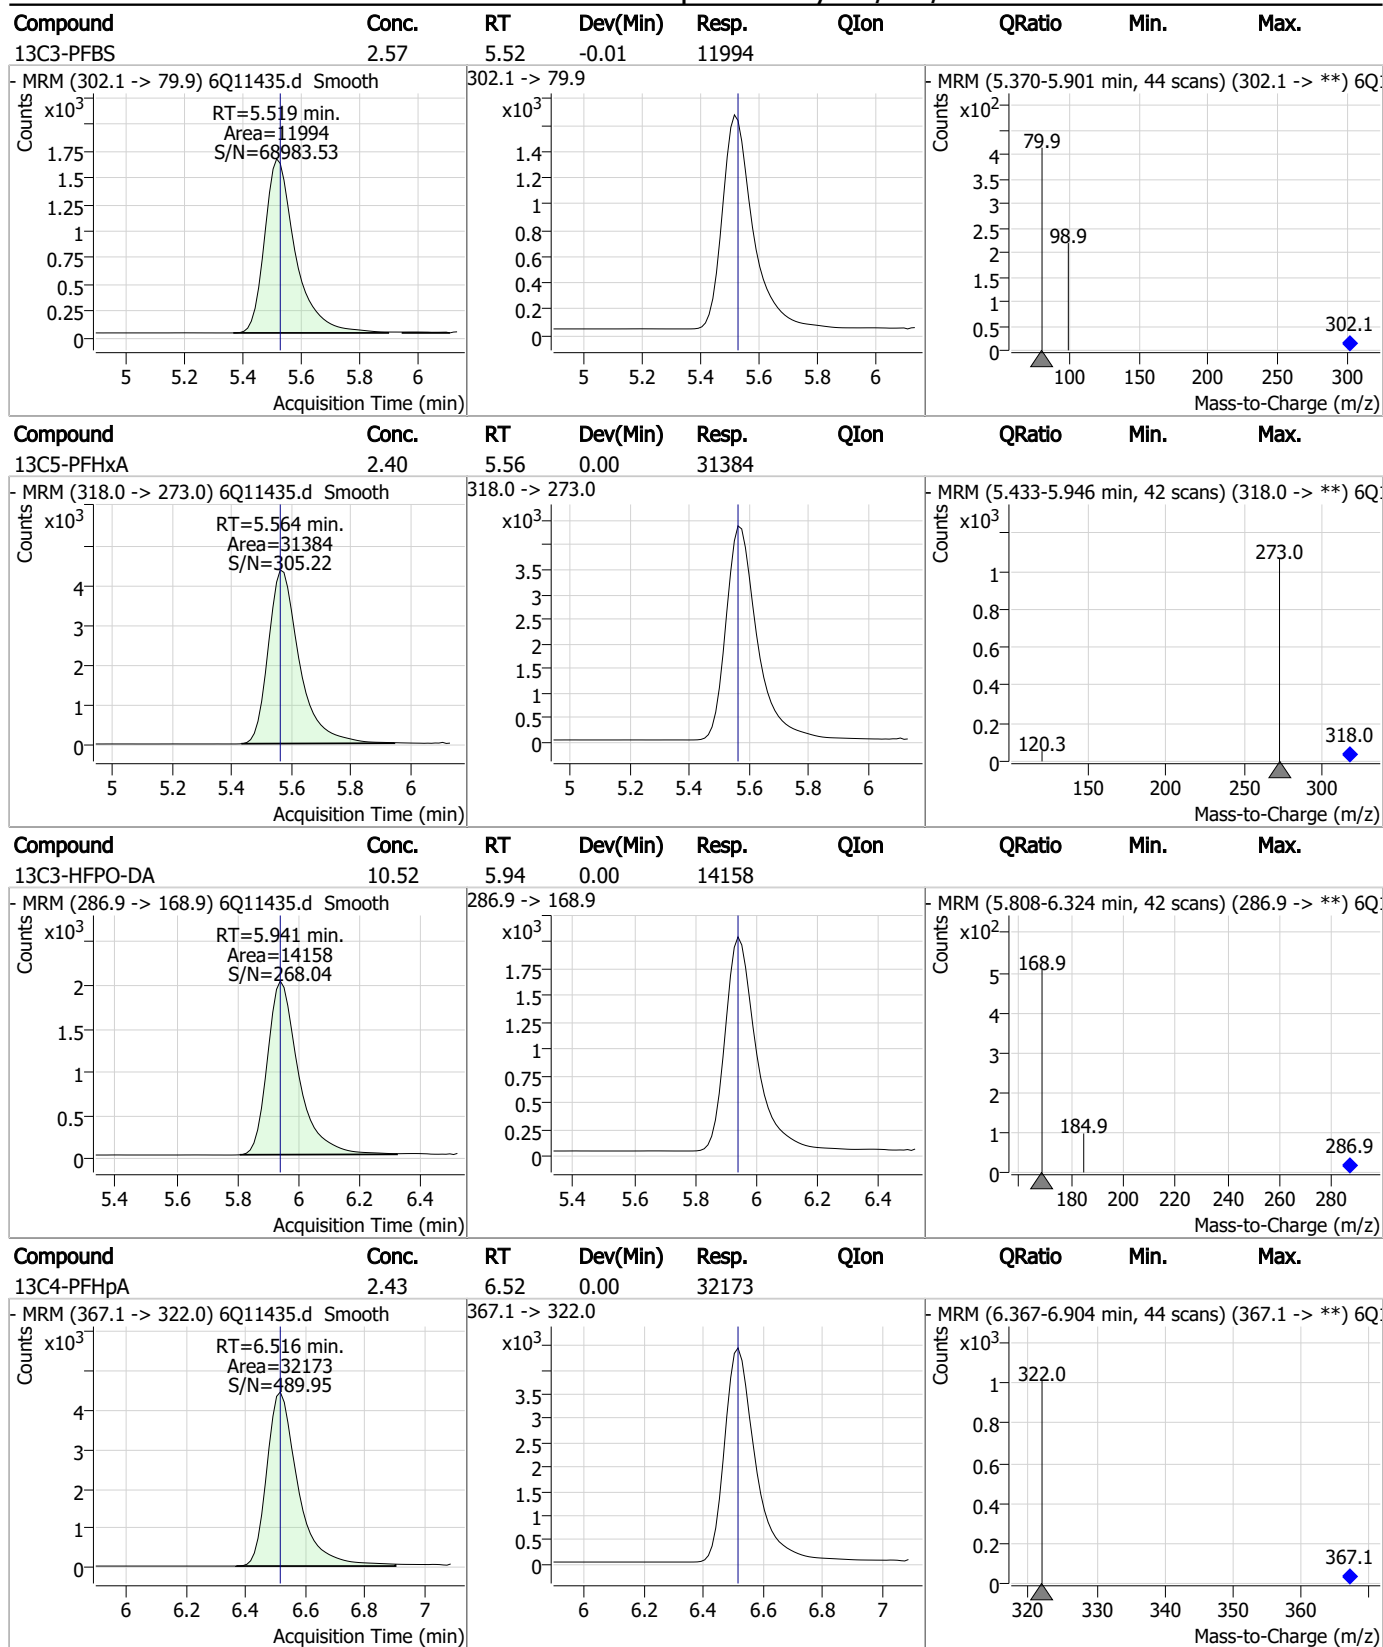 Compound Conc. RT Dev(Min) Resp. QIon QRatio Min. Max.
13C3-PFBS 2.57 5.52 -0.01 11994
- MRM (302.1 -> 79.9) 6Q11435.d Smooth
Counts
x10³
RT=5.519 min.
Area=11994
S/N=68983.53
1.75
1.5
1.25
1
0.75
0.5
0.25
0
5 5.2 5.4 5.6 5.8 6
Acquisition Time (min)
302.1 -> 79.9
x10³
1.4
1.2
1
0.8
0.6
0.4
0.2
0
5 5.2 5.4 5.6 5.8 6
- MRM (5.370-5.901 min, 44 scans) (302.1 -> **) 6Q
Counts
x10²
79.9
98.9
302.1
4
3.5
3
2.5
2
1.5
1
0.5
0
100 150 200 250 300
Mass-to-Charge (m/z)
Compound Conc. RT Dev(Min) Resp. QIon QRatio Min. Max.
13C5-PFHxA 2.40 5.56 0.00 31384
- MRM (318.0 -> 273.0) 6Q11435.d Smooth
Counts
x10³
RT=5.564 min.
Area=31384
S/N=305.22
4
3
2
1
0
5 5.2 5.4 5.6 5.8 6
Acquisition Time (min)
318.0 -> 273.0
x10³
3.5
3
2.5
2
1.5
1
0.5
0
5 5.2 5.4 5.6 5.8 6
- MRM (5.433-5.946 min, 42 scans) (318.0 -> **) 6Q
Counts
x10³
273.0
120.3
318.0
1
0.8
0.6
0.4
0.2
0
150 200 250 300
Mass-to-Charge (m/z)
Compound Conc. RT Dev(Min) Resp. QIon QRatio Min. Max.
13C3-HFPO-DA 10.52 5.94 0.00 14158
- MRM (286.9 -> 168.9) 6Q11435.d Smooth
Counts
x10³
RT=5.941 min.
Area=14158
S/N=268.04
2
1.5
1
0.5
0
5.4 5.6 5.8 6 6.2 6.4
Acquisition Time (min)
286.9 -> 168.9
x10³
1.75
1.5
1.25
1
0.75
0.5
0.25
0
5.4 5.6 5.8 6 6.2 6.4
- MRM (5.808-6.324 min, 42 scans) (286.9 -> **) 6Q
Counts
x10²
168.9
184.9
286.9
5
4
3
2
1
0
180 200 220 240 260 280
Mass-to-Charge (m/z)
Compound Conc. RT Dev(Min) Resp. QIon QRatio Min. Max.
13C4-PFHpA 2.43 6.52 0.00 32173
- MRM (367.1 -> 322.0) 6Q11435.d Smooth
Counts
x10³
RT=6.516 min.
Area=32173
S/N=489.95
4
3
2
1
0
6 6.2 6.4 6.6 6.8 7
Acquisition Time (min)
367.1 -> 322.0
x10³
3.5
3
2.5
2
1.5
1
0.5
0
6 6.2 6.4 6.6 6.8 7
- MRM (6.367-6.904 min, 44 scans) (367.1 -> **) 6Q
Counts
x10³
322.0
367.1
1
0.8
0.6
0.4
0.2
0
320 330 340 350 360
Mass-to-Charge (m/z)